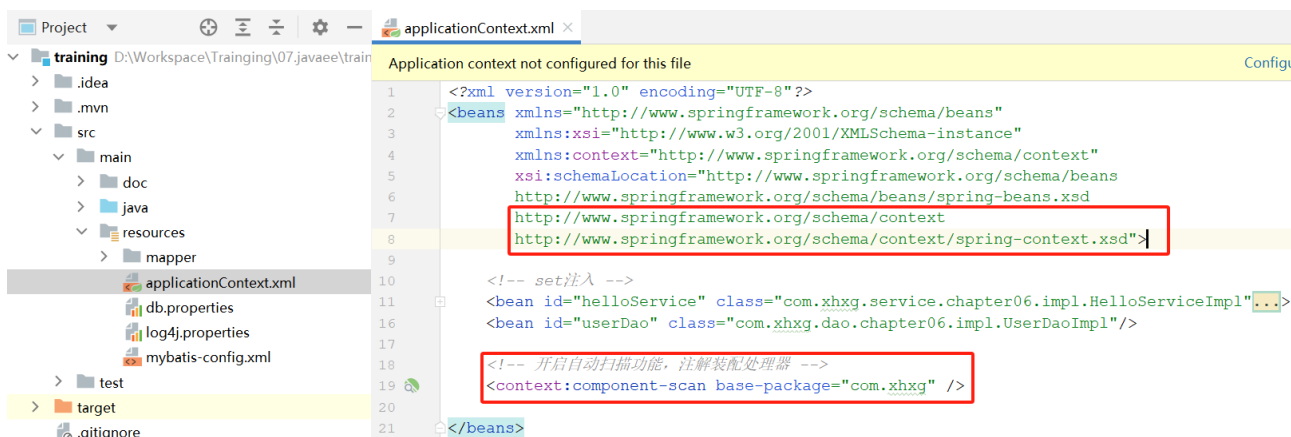 Project
training D:\Workspace\Trainging\07.javaee\train
.idea
.mvn
src
main
doc
java
resources
mapper
applicationContext.xml
db.properties
log4j.properties
mybatis-config.xml
test
target
.gitignore
applicationContext.xml
Application context not configured for this file
Configu
1 <?xml version="1.0" encoding="UTF-8"?>
2 <beans xmlns="http://www.springframework.org/schema/beans"
3 xmlns:xsi="http://www.w3.org/2001/XMLSchema-instance"
4 xmlns:context="http://www.springframework.org/schema/context"
5 xsi:schemaLocation="http://www.springframework.org/schema/beans
6 http://www.springframework.org/schema/beans/spring-beans.xsd
7 http://www.springframework.org/schema/context
8 http://www.springframework.org/schema/context/spring-context.xsd">
9
10 <!-- set注入 -->
11 <bean id="helloService" class="com.xhxg.service.chapter06.impl.HelloServiceImpl"...>
16 <bean id="userDao" class="com.xhxg.dao.chapter06.impl.UserDaoImpl"/>
17
18 <!-- 开启自动扫描功能，注解装配处理器 -->
19 <context:component-scan base-package="com.xhxg" />
20
21 </beans>